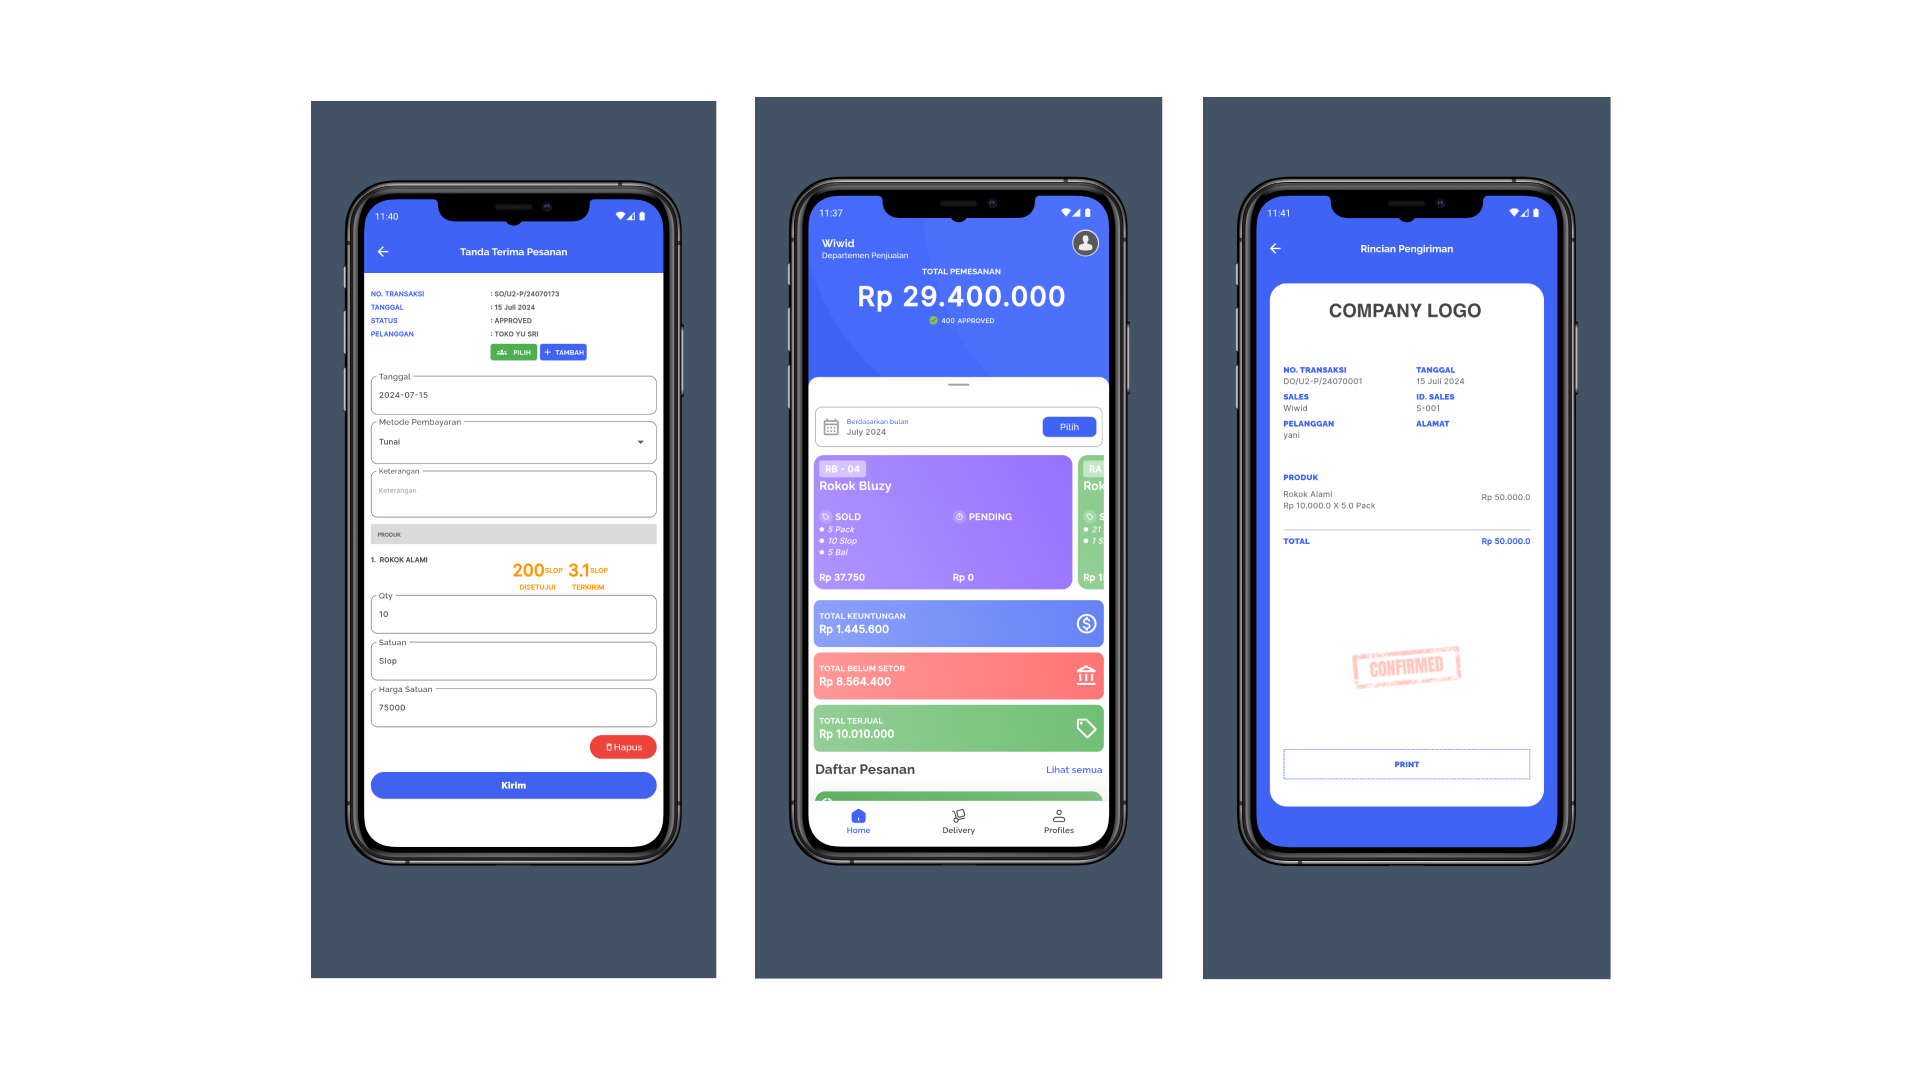 11:40
Tanda Terima Pesanan
NO. TRANSAKSI : SO/U2-P/24070173
TANGGAL : 15 Juli 2024
STATUS : APPROVED
PELANGGAN : TOKO YU SRI
PILIH + TAMBAH
Tanggal
2024-07-15
Metode Pembayaran
Tunai
Keterangan
Keterangan
PRODUK
1. ROKOK ALAMI
200 SLOP 3.1 SLOP
DISETUJUI TERKIRIM
Qty
10
Satuan
Slop
Harga Satuan
75000
Hapus
Kirim
11:37
Wiwid
Departemen Penjualan
TOTAL PEMESANAN
Rp 29.400.000
400 APPROVED
Berdasarkan bulan
July 2024
Pilih
RB - 04
Rokok Bluzy
SOLD PENDING
5 Pack
10 Slop
5 Bal
Rp 37.750 Rp 0
RA
Rok
S
21
1 S
Rp 1
TOTAL KEUNTUNGAN
Rp 1.445.600
TOTAL BELUM SETOR
Rp 8.564.400
TOTAL TERJUAL
Rp 10.010.000
Daftar Pesanan Lihat semua
Home Delivery Profiles
11:41
Rincian Pengiriman
COMPANY LOGO
NO. TRANSAKSI TANGGAL
DO/U2-P/24070001 15 Juli 2024
SALES ID. SALES
Wiwid S-001
PELANGGAN ALAMAT
yani
PRODUK
Rokok Alami
Rp 10.000.0 X 5.0 Pack Rp 50.000.0
TOTAL Rp 50.000.0
CONFIRMED
PRINT